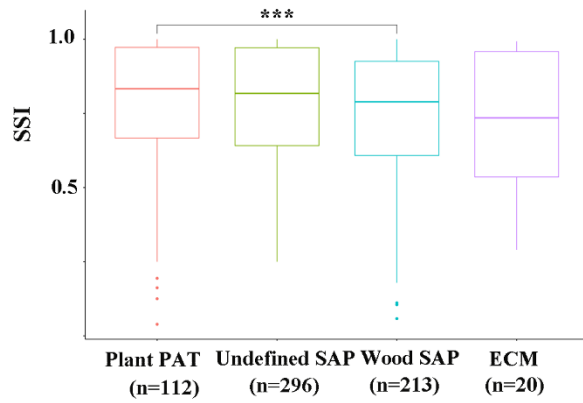 ***
1.0
SSI
0.5
Plant PAT Undefined SAP Wood SAP ECM
(n=112) (n=296) (n=213) (n=20)